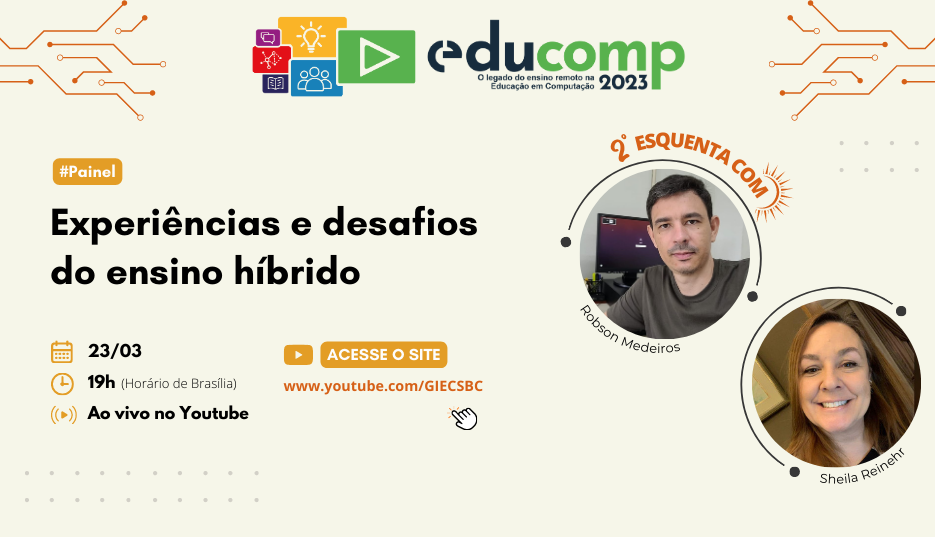 educomp
O legado do ensino remoto na
Educação em Computação 2023
2º ESQUENTA COM
#Painel
Experiências e desafios
do ensino híbrido
23/03
19h (Horário de Brasília)
Ao vivo no Youtube
ACESSE O SITE
www.youtube.com/GIECSBC
Robson Medeiros
Sheila Reinehr